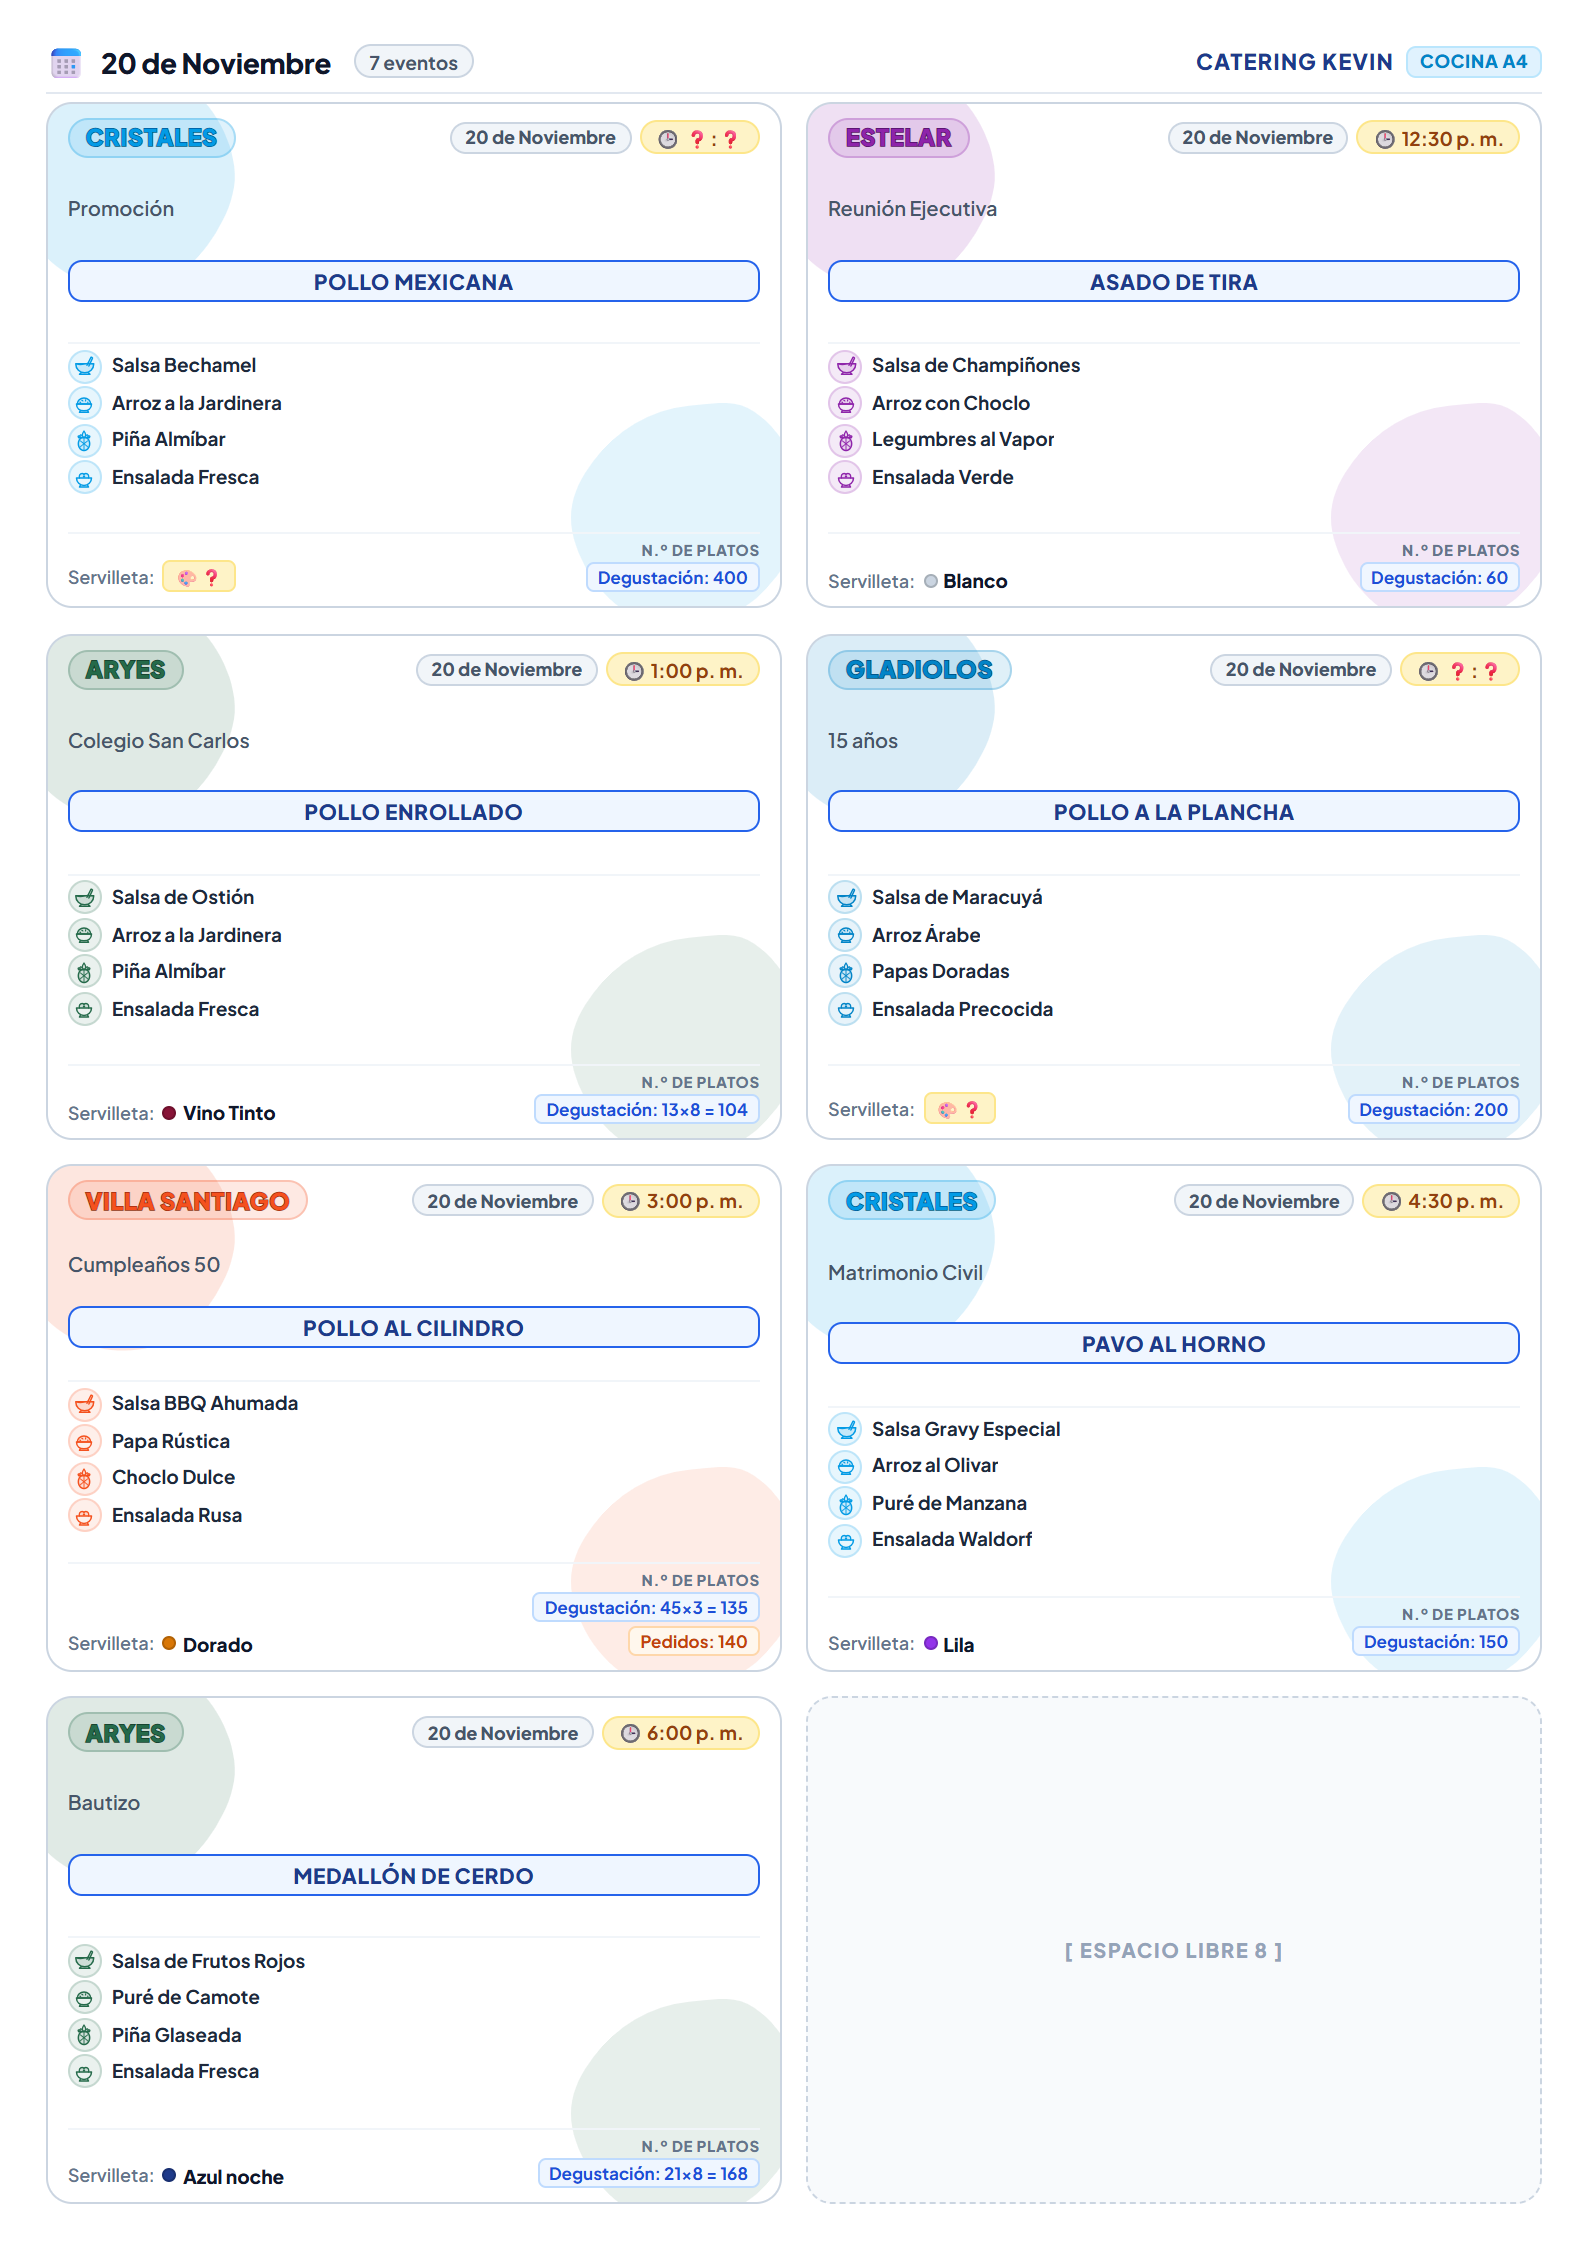 20 de Noviembre
7 eventos
CATERING KEVIN
COCINA A4
CRISTALES
20 de Noviembre
❓ : ❓
Promoción
POLLO MEXICANA
Salsa Bechamel
Arroz a la Jardinera
Piña Almíbar
Ensalada Fresca
Servilleta: ❓
N.º DE PLATOS
Degustación: 400
ESTELAR
20 de Noviembre
12:30 p. m.
Reunión Ejecutiva
ASADO DE TIRA
Salsa de Champiñones
Arroz con Choclo
Legumbres al Vapor
Ensalada Verde
Servilleta: Blanco
N.º DE PLATOS
Degustación: 60
ARYES
20 de Noviembre
1:00 p. m.
Colegio San Carlos
POLLO ENROLLADO
Salsa de Ostión
Arroz a la Jardinera
Piña Almíbar
Ensalada Fresca
Servilleta: Vino Tinto
N.º DE PLATOS
Degustación: 13×8 = 104
GLADIOLOS
20 de Noviembre
❓ : ❓
15 años
POLLO A LA PLANCHA
Salsa de Maracuyá
Arroz Árabe
Papas Doradas
Ensalada Precocida
Servilleta: ❓
N.º DE PLATOS
Degustación: 200
VILLA SANTIAGO
20 de Noviembre
3:00 p. m.
Cumpleaños 50
POLLO AL CILINDRO
Salsa BBQ Ahumada
Papa Rústica
Choclo Dulce
Ensalada Rusa
Servilleta: Dorado
N.º DE PLATOS
Degustación: 45×3 = 135
Pedidos: 140
CRISTALES
20 de Noviembre
4:30 p. m.
Matrimonio Civil
PAVO AL HORNO
Salsa Gravy Especial
Arroz al Olivar
Puré de Manzana
Ensalada Waldorf
Servilleta: Lila
N.º DE PLATOS
Degustación: 150
ARYES
20 de Noviembre
6:00 p. m.
Bautizo
MEDALLÓN DE CERDO
Salsa de Frutos Rojos
Puré de Camote
Piña Glaseada
Ensalada Fresca
Servilleta: Azul noche
N.º DE PLATOS
Degustación: 21×8 = 168
[ ESPACIO LIBRE 8 ]